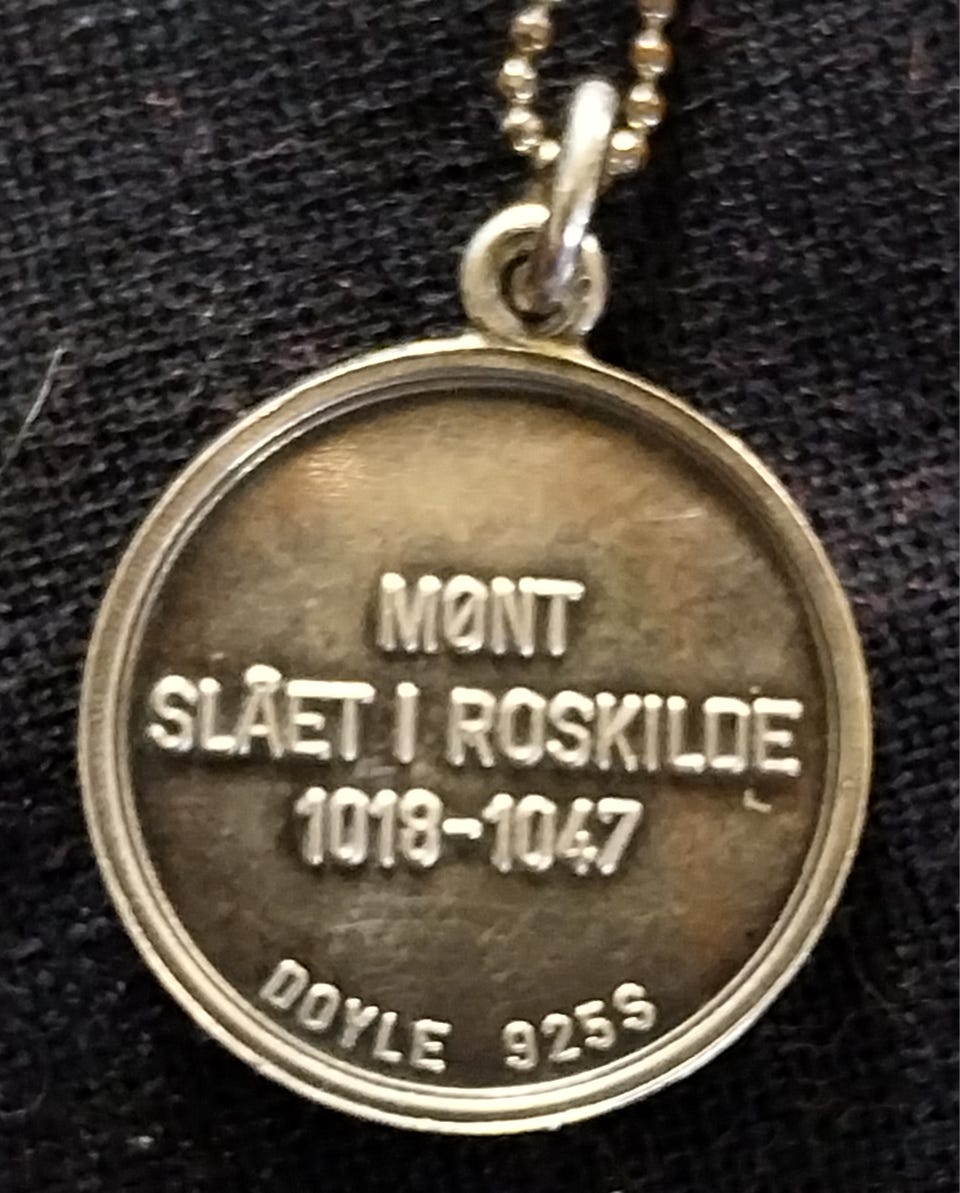 MØNT
SLÅET I ROSKILDE
1018-1047
DOYLE 925S